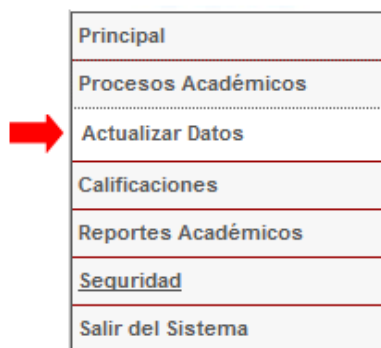 Principal
Procesos Académicos
Actualizar Datos
Calificaciones
Reportes Académicos
Seguridad
Salir del Sistema